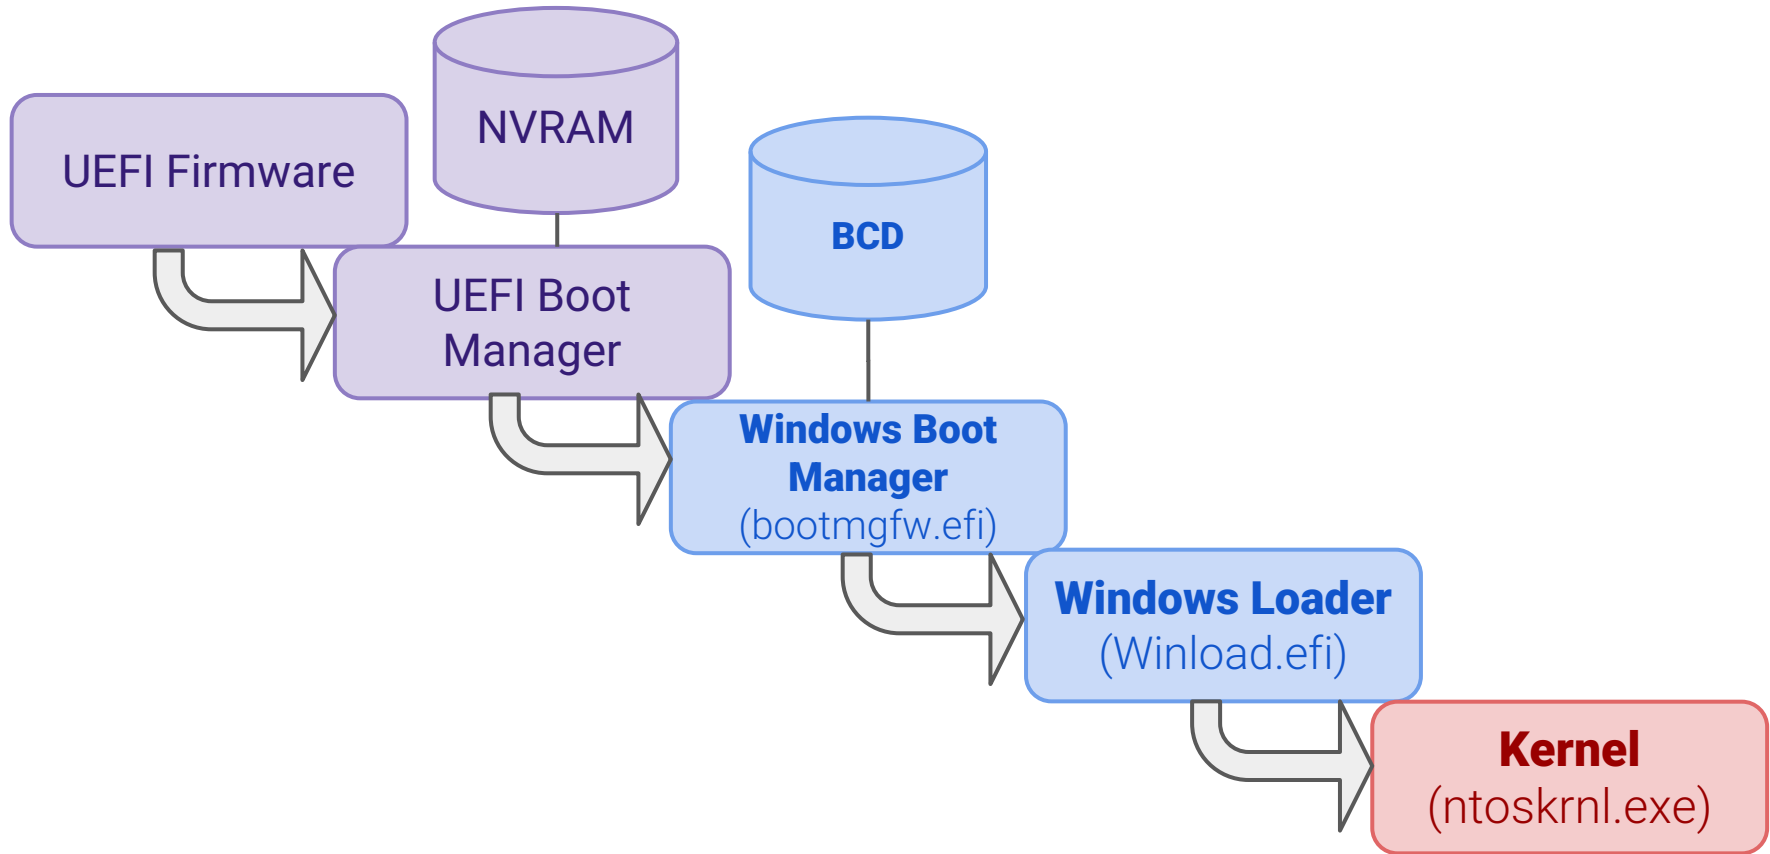 UEFI Firmware
NVRAM
UEFI Boot
Manager
BCD
Windows Boot
Manager
(bootmgfw.efi)
Windows Loader
(Winload.efi)
Kernel
(ntoskrnl.exe)